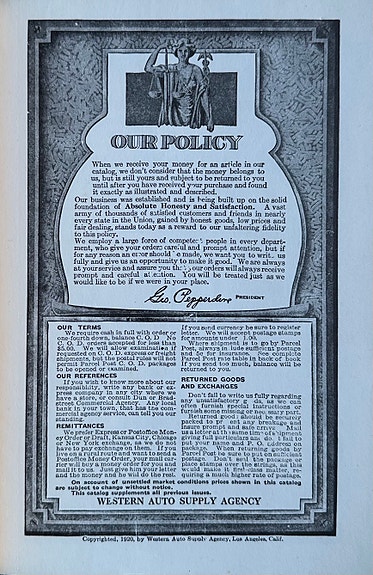 OUR POLICY
When we receive your money for an article in our
catalog, we don't consider that the money belongs to
us, but is still yours and subject to be returned to you
until after you have received your purchase and found
it exactly as illustrated and described.
Our business was established and is being built up on the solid
foundation of Absolute Honesty and Satisfaction. A vast
army of thousands of satisfied customers and friends in nearly
every state in the Union, gained by honest goods, low prices and
fair dealing, stands today as a reward to our unfaltering fidelity
to this policy.
We employ a large force of competent people in every depart-
ment, who give your orders careful and prompt attention, but if
for any reason an error should be made, we want you to write us
fully and give us an opportunity to make it good. We are always
at your service and assure you that your orders will always receive
prompt and careful attention. You will be treated just as we
would like to be if we were in your place.
Geo. Pepperdine PRESIDENT
OUR TERMS
We require cash in full with order or
one-fourth down, balance C. O. D. No
C. O. D. orders accepted for less than
$5.00. We will allow examination if
requested on C. O. D. express or freight
shipments, but the postal rules will not
permit Parcel Post C. O. D. packages
to be opened or examined.
OUR REFERENCES
If you wish to know more about our
responsibility, write any bank or ex-
press company in any city where we
have a store, or consult Dun or Brad-
street Commercial Agency. Any local
bank in your town, that has the com-
mercial agency service, can tell you our
standing.
REMITTANCES
We prefer Express or Postoffice Mon-
ey Order or Draft, Kansas City, Chicago
or New York exchange, as we do not
have to pay exchange on them. If you
live on a rural route and want to send a
Postoffice Money Order, your mail car-
rier will buy a money order for you and
mail it to us. Just give him your letter
and the money and he will do the rest.
If you send currency be sure to register
letter. We will accept postage stamps
for amounts under 1.00.
Where shipment is to go by Parcel
Post, always include sufficient postage
and do for insurance. See complete
Parcel Post rate table in back of book
If you send too much, balance will be
returned to you.
RETURNED GOODS
AND EXCHANGES
Don't fail to write us fully regarding
any unsatisfactory goods, as we can
often furnish special instructions or
furnish some missing or necessary part.
Returned goods should be securely
packed to prevent any breakage and
insure prompt and safe arrival. Mail
us a letter at the same time of shipment
giving full particulars and do not fail to
put your name and P. O. address on
package. When returning goods by
Parcel Post be sure to put on sufficient
postage. Don't seal the package or
place stamps over the strings, as this
would make it first-class matter, re-
quiring a much higher rate of postage.
On account of unsettled market conditions prices shown in this catalog
are subject to change without notice.
This catalog supplements all previous issues.
WESTERN AUTO SUPPLY AGENCY
Copyrighted, 1920, by Western Auto Supply Agency, Los Angeles, Calif.